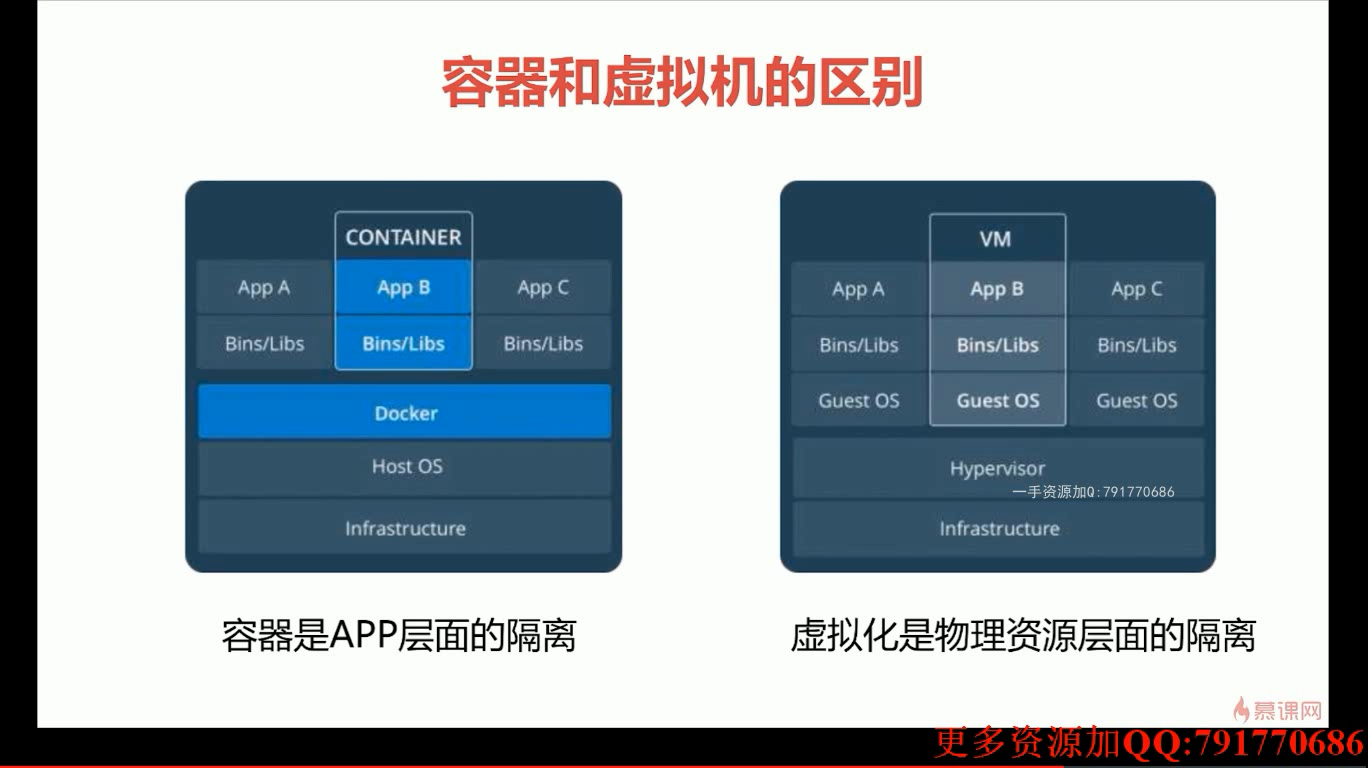 容器和虚拟机的区别
CONTAINER
App A App B App C
Bins/Libs Bins/Libs Bins/Libs
Docker
Host OS
Infrastructure
容器是APP层面的隔离
VM
App A App B App C
Bins/Libs Bins/Libs Bins/Libs
Guest OS Guest OS Guest OS
Hypervisor
一手资源加Q:791770686
Infrastructure
虚拟化是物理资源层面的隔离
慕课网
更多资源加QQ:791770686